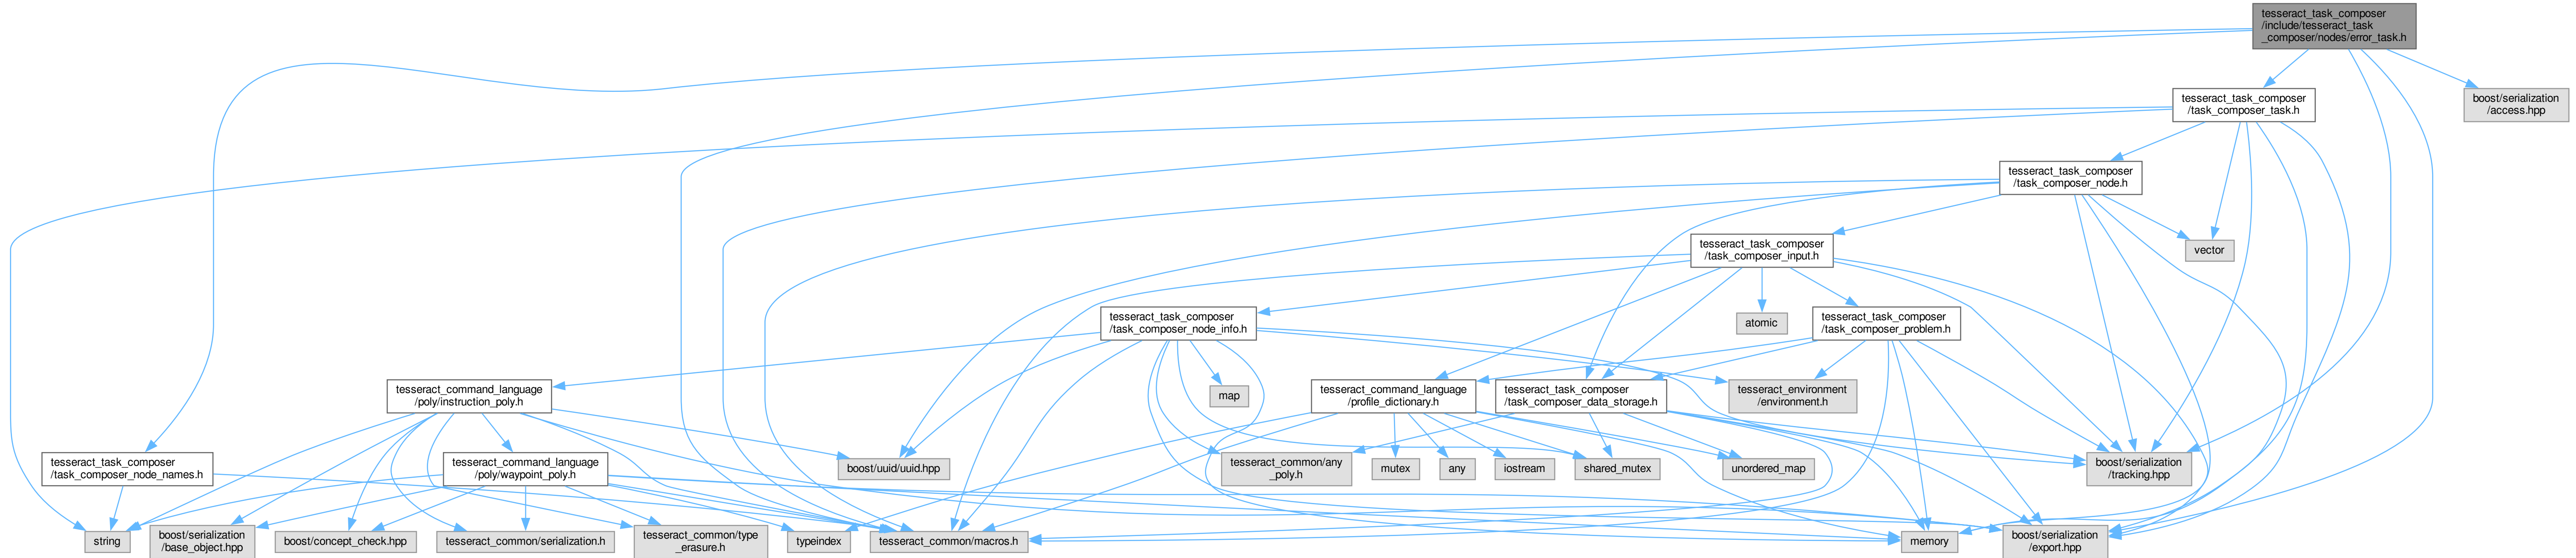 tesseract_task_composer
/include/tesseract_task
_composer/nodes/error_task.h
tesseract_task_composer
/task_composer_task.h
boost/serialization
/access.hpp
tesseract_task_composer
/task_composer_node.h
vector
tesseract_task_composer
/task_composer_input.h
tesseract_task_composer
/task_composer_node_info.h
atomic
tesseract_task_composer
/task_composer_problem.h
tesseract_command_language
/poly/instruction_poly.h
map
tesseract_command_language
/profile_dictionary.h
tesseract_task_composer
/task_composer_data_storage.h
tesseract_environment
/environment.h
tesseract_task_composer
/task_composer_node_names.h
tesseract_command_language
/poly/waypoint_poly.h
boost/uuid/uuid.hpp
tesseract_common/any
_poly.h
mutex
any
iostream
shared_mutex
unordered_map
boost/serialization
/tracking.hpp
string
boost/serialization
/base_object.hpp
boost/concept_check.hpp
tesseract_common/serialization.h
tesseract_common/type
_erasure.h
typeindex
tesseract_common/macros.h
memory
boost/serialization
/export.hpp